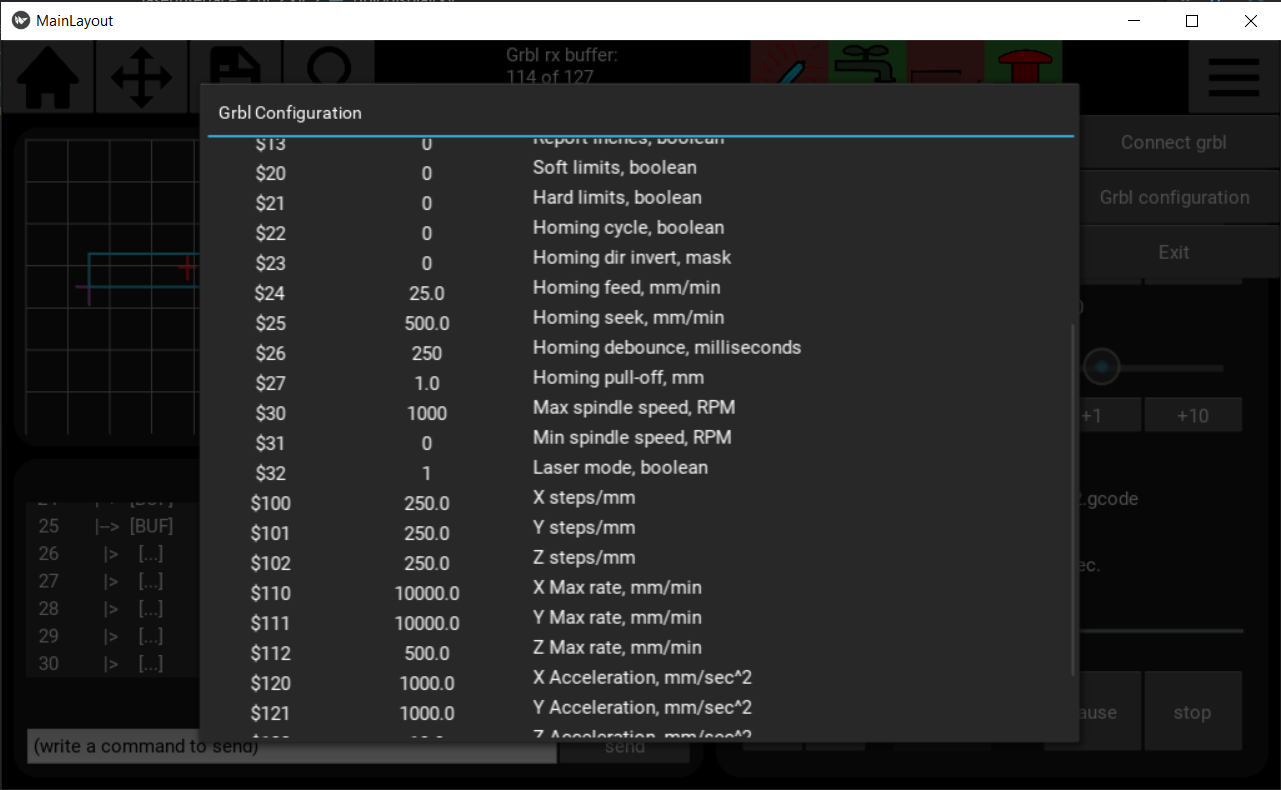 MainLayout
Grbl rx buffer:
114 of 127
Grbl Configuration
$13 0 Report inches, boolean
$20 0 Soft limits, boolean
$21 0 Hard limits, boolean
$22 0 Homing cycle, boolean
$23 0 Homing dir invert, mask
$24 25.0 Homing feed, mm/min
$25 500.0 Homing seek, mm/min
$26 250 Homing debounce, milliseconds
$27 1.0 Homing pull-off, mm
$30 1000 Max spindle speed, RPM
$31 0 Min spindle speed, RPM
$32 1 Laser mode, boolean
$100 250.0 X steps/mm
$101 250.0 Y steps/mm
$102 250.0 Z steps/mm
$110 10000.0 X Max rate, mm/min
$111 10000.0 Y Max rate, mm/min
$112 500.0 Z Max rate, mm/min
$120 1000.0 X Acceleration, mm/sec^2
$121 1000.0 Y Acceleration, mm/sec^2
Z Acceleration, mm/sec^2
Connect grbl
Grbl configuration
Exit
+1 +10
.gcode
ec.
ause stop
25 |--> [BUF]
26 |> [...]
27 |> [...]
28 |> [...]
29 |> [...]
30 |> [...]
(write a command to send) send